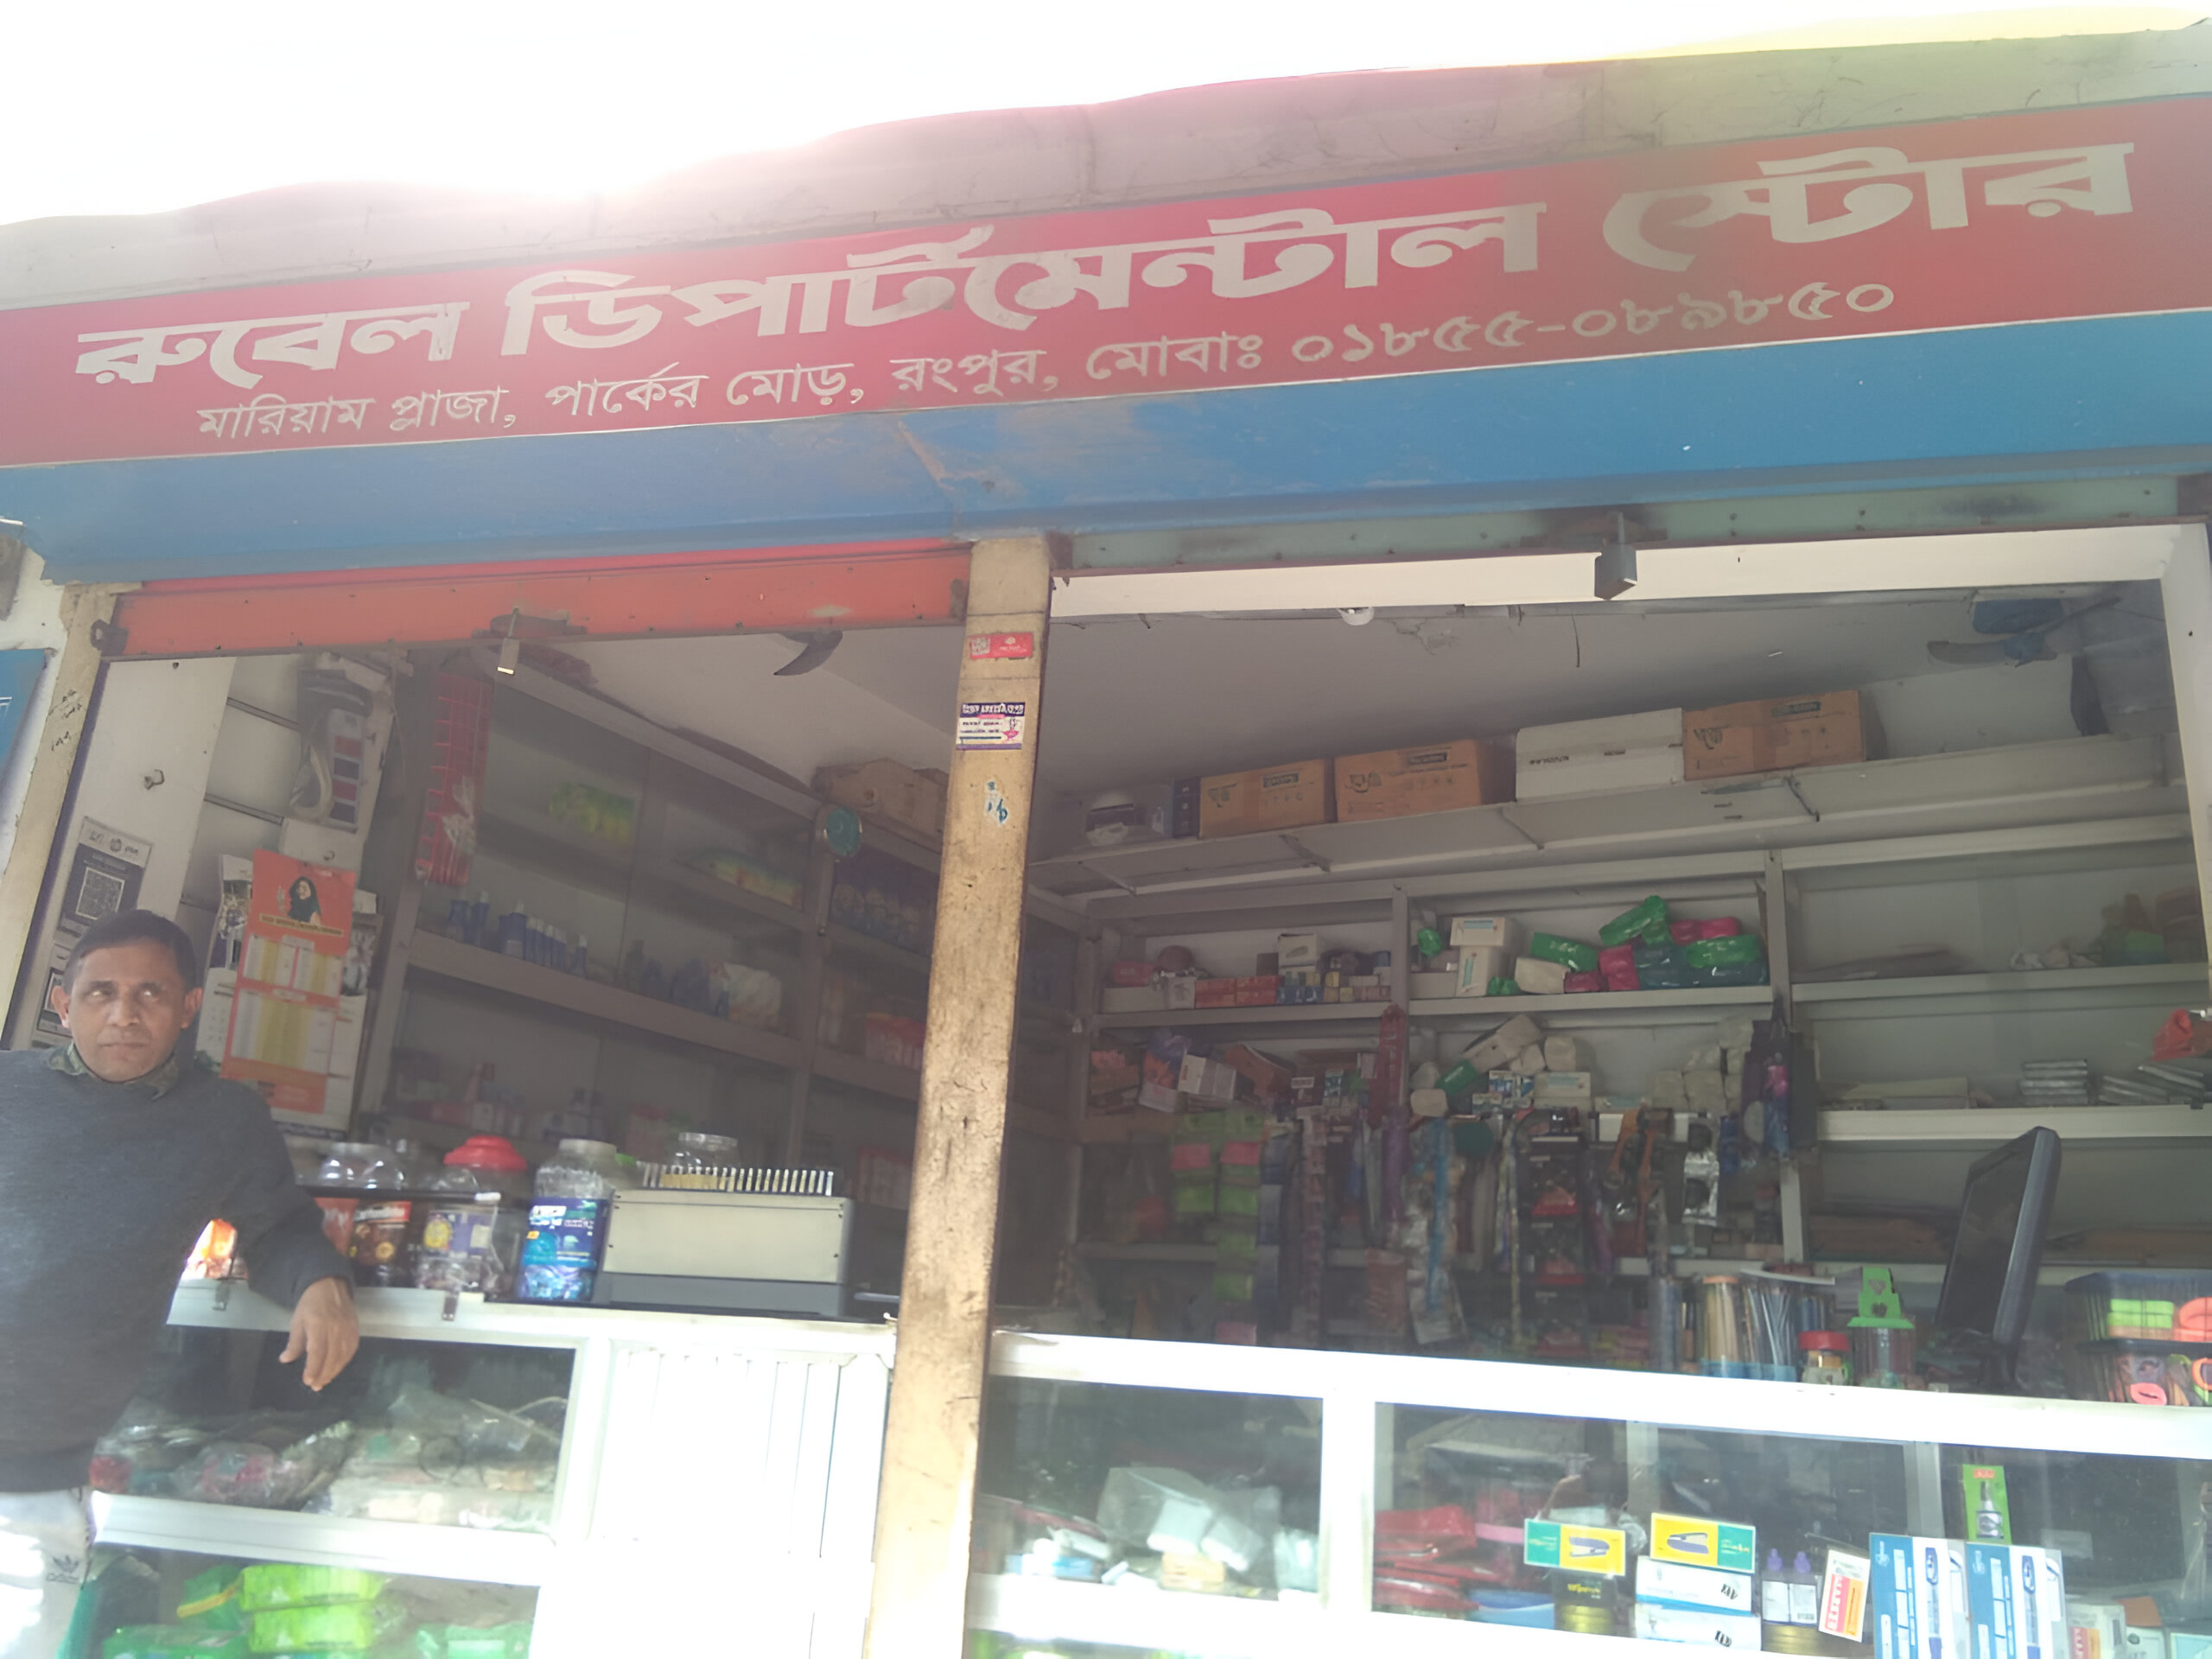 রুবেল ডিপার্টমেন্টাল স্টোর
মারিয়াম প্লাজা, পার্কের মোড়, রংপুর, মোবাঃ ০১৮৫৫-০৮৯৮৫০